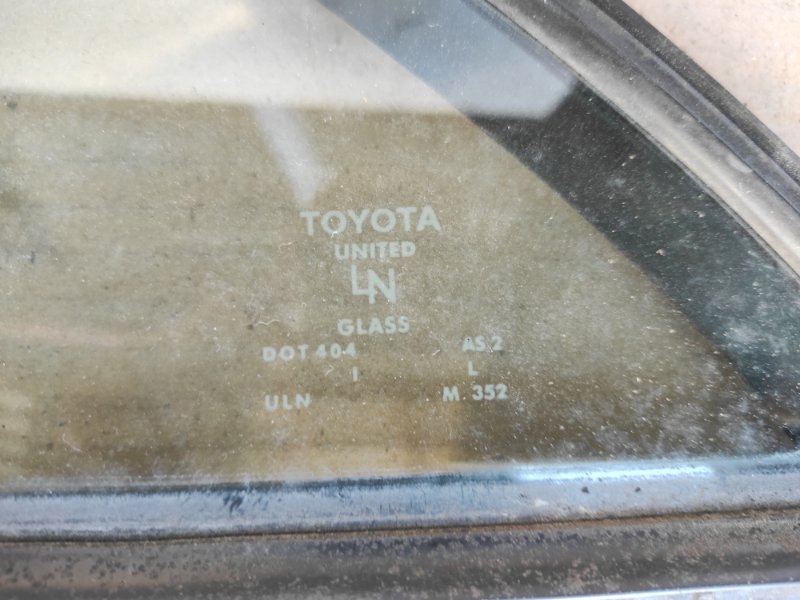 TOYOTA
UNITED
LN
GLASS
DOT 404 AS 2
I L
ULN M 352